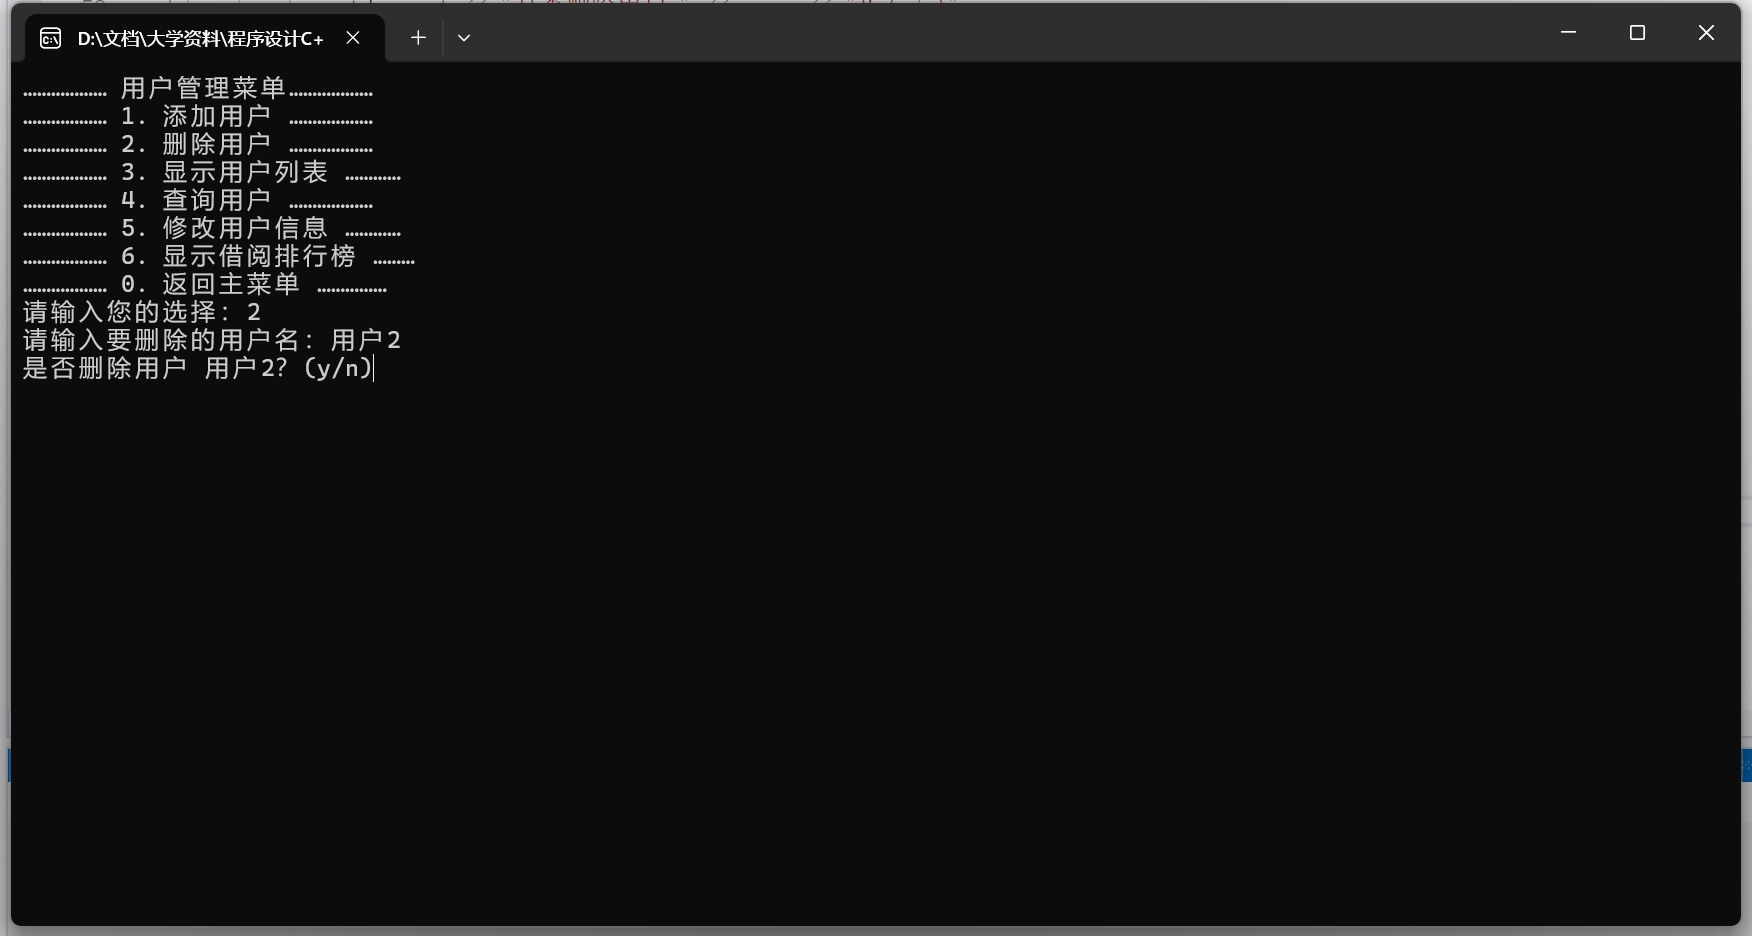 D:\文档\大学资料\程序设计C+
……………… 用户管理菜单………………
……………… 1. 添加用户 ………………
……………… 2. 删除用户 ………………
……………… 3. 显示用户列表 …………
……………… 4. 查询用户 ………………
……………… 5. 修改用户信息 …………
……………… 6. 显示借阅排行榜 ………
……………… 0. 返回主菜单 ……………
请输入您的选择: 2
请输入要删除的用户名: 用户2
是否删除用户 用户2? (y/n)